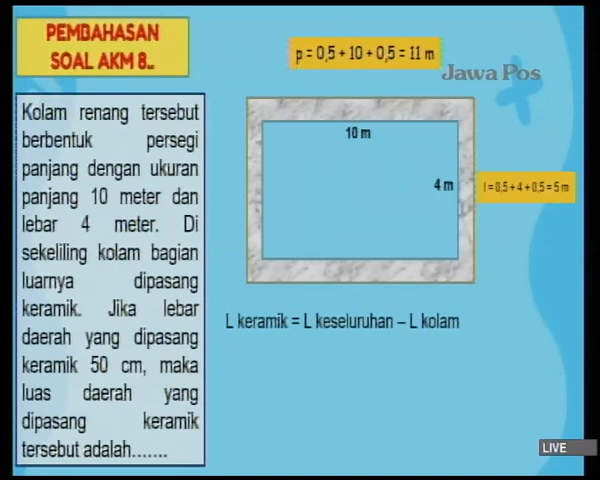 PEMBAHASAN
SOAL AKM 8..
p = 0,5 + 10 + 0,5 = 11 m
Jawa Pos
Kolam renang tersebut
berbentuk persegi
panjang dengan ukuran
panjang 10 meter dan
lebar 4 meter. Di
sekeliling kolam bagian
luarnya dipasang
keramik. Jika lebar
daerah yang dipasang
keramik 50 cm, maka
luas daerah yang
dipasang keramik
tersebut adalah.......
10 m
4 m
l = 0,5 + 4 + 0,5 = 5 m
L keramik = L keseluruhan – L kolam
LIVE